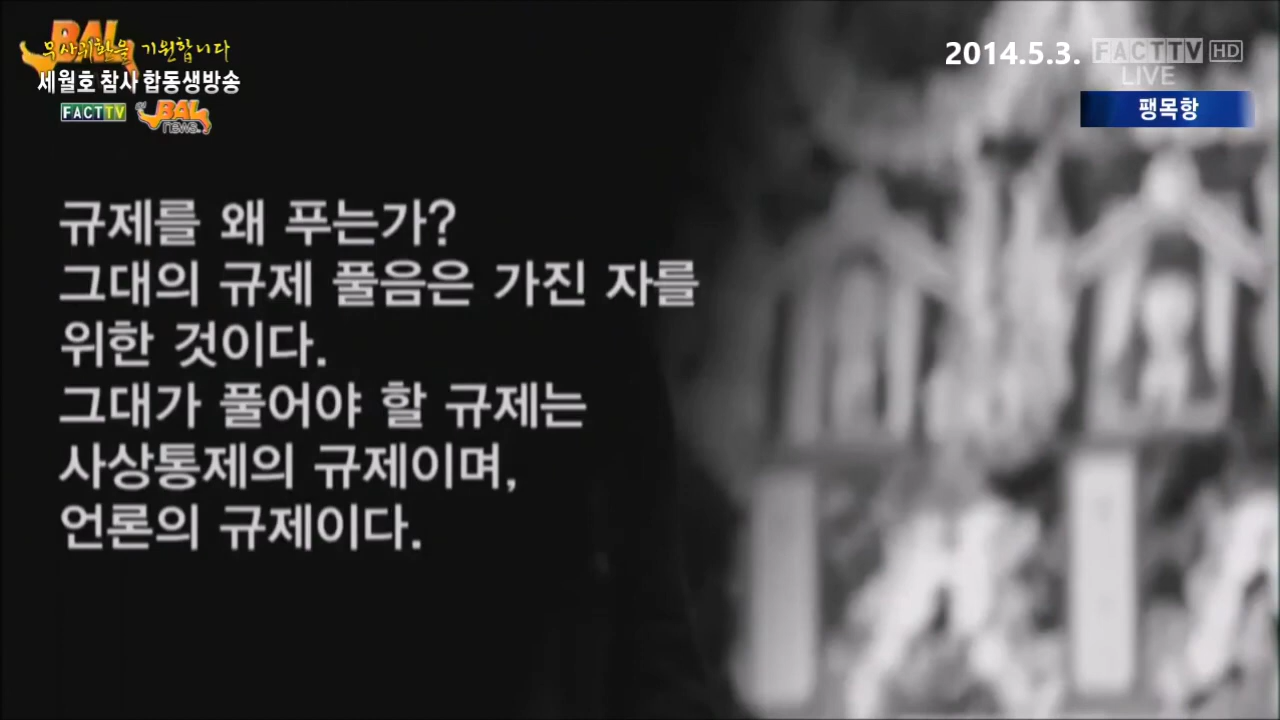 BAL
무사귀환을 기원합니다
세월호 참사 합동생방송
FACTTV
go BAL
news.
2014.5.3. FACTTV HD
LIVE
팽목항
규제를 왜 푸는가?
그대의 규제 풀음은 가진 자를
위한 것이다.
그대가 풀어야 할 규제는
사상통제의 규제이며,
언론의 규제이다.